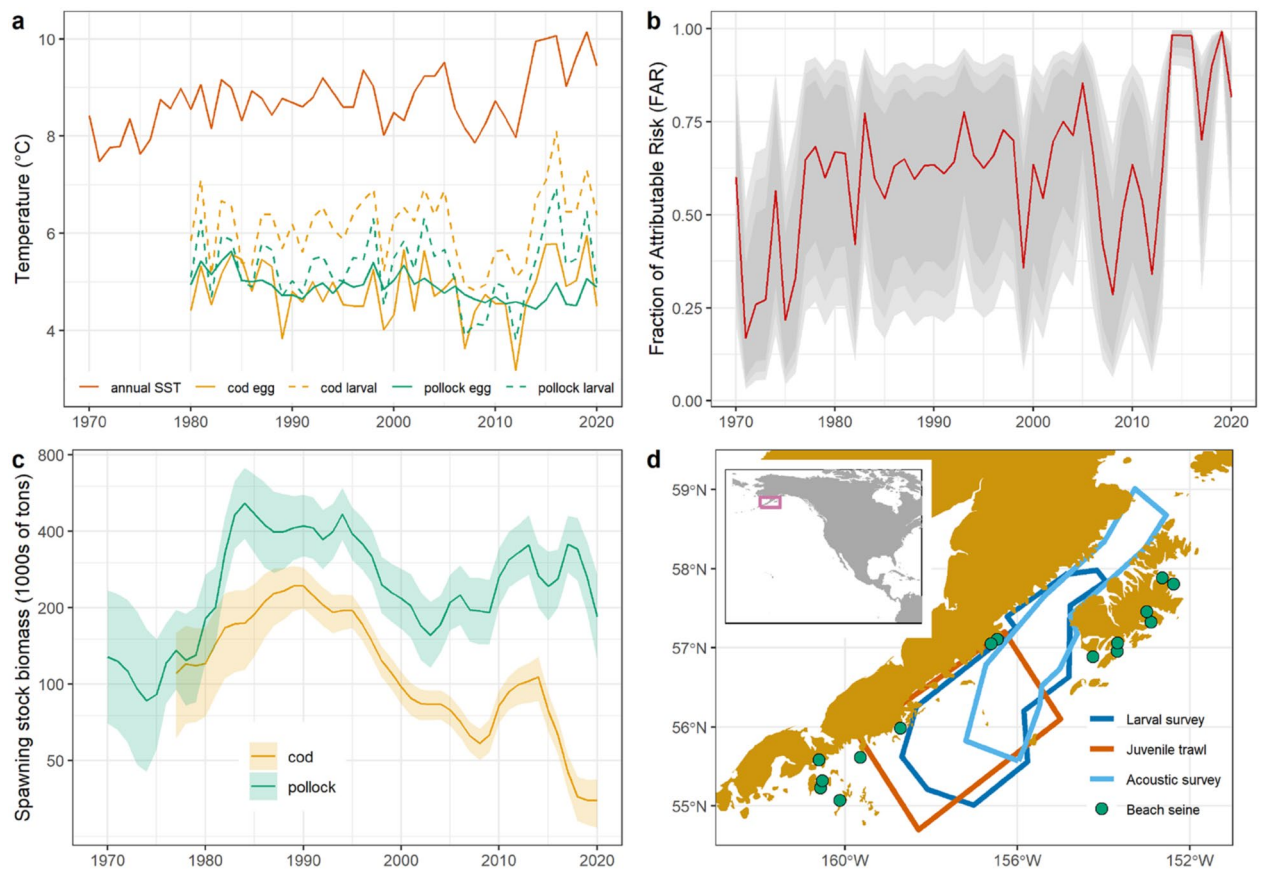 a
Temperature (°C)
10
8
6
4
annual SST cod egg cod larval pollock egg pollock larval
1970 1980 1990 2000 2010 2020
b
Fraction of Attributable Risk (FAR)
1.00
0.75
0.50
0.25
0.00
1970 1980 1990 2000 2010 2020
c
Spawning stock biomass (1000s of tons)
800
400
200
100
50
cod
pollock
1970 1980 1990 2000 2010 2020
d
59°N
58°N
57°N
56°N
55°N
Larval survey
Juvenile trawl
Acoustic survey
Beach seine
160°W 156°W 152°W